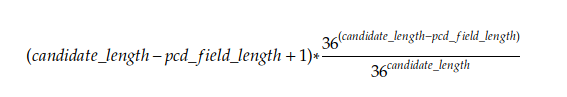 (candidate_length − pcd_field_length + 1)* 36^(candidate_length−pcd_field_length) / 36^candidate_length